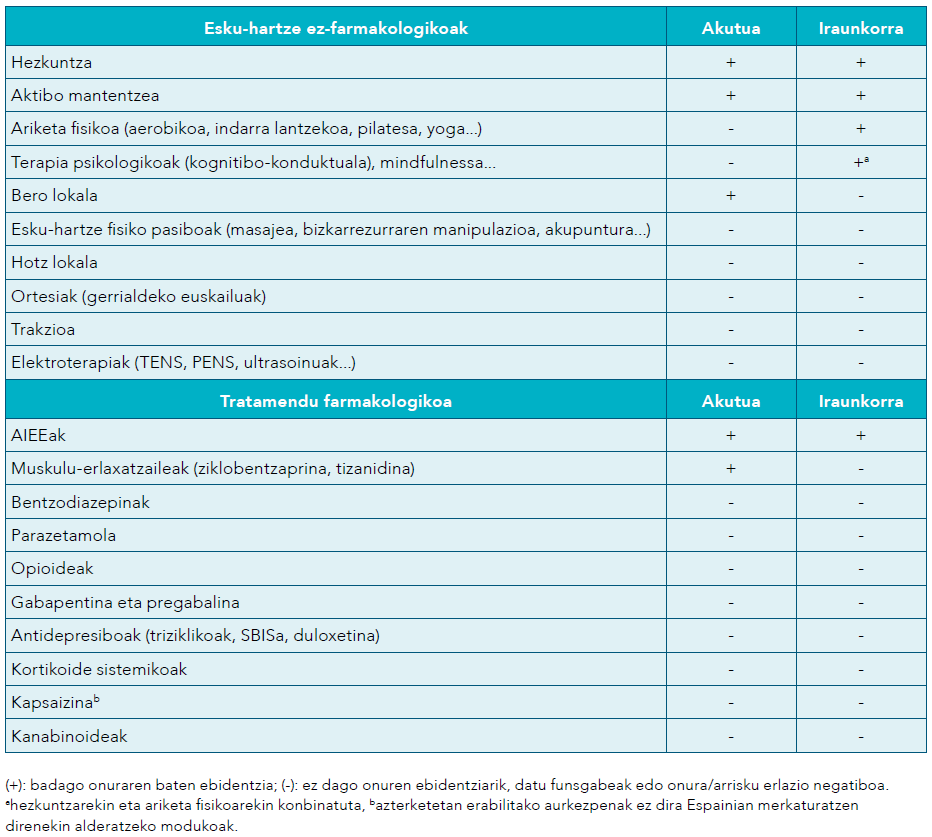 Esku-hartze ez-farmakologikoak Akutua Iraunkorra
Hezkuntza + +
Aktibo mantentzea + +
Ariketa fisikoa (aerobikoa, indarra lantzekoa, pilatesa, yoga...) - +
Terapia psikologikoak (kognitibo-konduktuala), mindfulnessa... - +ª
Bero lokala + -
Esku-hartze fisiko pasiboak (masajea, bizkarrezurraren manipulazioa, akupuntura...) - -
Hotz lokala - -
Ortesiak (gerrialdeko euskailuak) - -
Trakzioa - -
Elektroterapiak (TENS, PENS, ultrasoinuak...) - -
Tratamendu farmakologikoa Akutua Iraunkorra
AIEEak + +
Muskulu-erlaxatzaileak (ziklobentzaprina, tizanidina) + -
Bentzodiazepinak - -
Parazetamola - -
Opioideak - -
Gabapentina eta pregabalina - -
Antidepresiboak (triziklikoak, SBISa, duloxetina) - -
Kortikoide sistemikoak - -
Kapsaizinaᵇ - -
Kanabinoideak - -
(+): badago onuraren baten ebidentzia; (-): ez dago onuren ebidentziarik, datu funsgabeak edo onura/arrisku erlazio negatiboa.
ªhezkuntzarekin eta ariketa fisikoarekin konbinatuta, ᵇazterketetan erabilitako aurkezpenak ez dira Espainian merkaturatzen
direnekin alderatzeko modukoak.